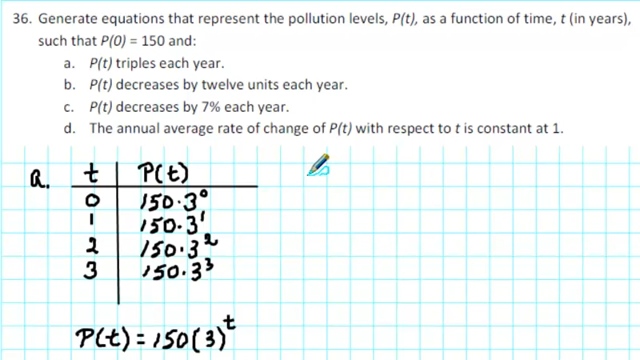 36. Generate equations that represent the pollution levels, P(t), as a function of time, t (in years),
such that P(0) = 150 and:
a. P(t) triples each year.
b. P(t) decreases by twelve units each year.
c. P(t) decreases by 7% each year.
d. The annual average rate of change of P(t) with respect to t is constant at 1.
a. t P(t)
0 150·3⁰
1 150·3¹
2 150·3²
3 150·3³
P(t) = 150(3)ᵗ